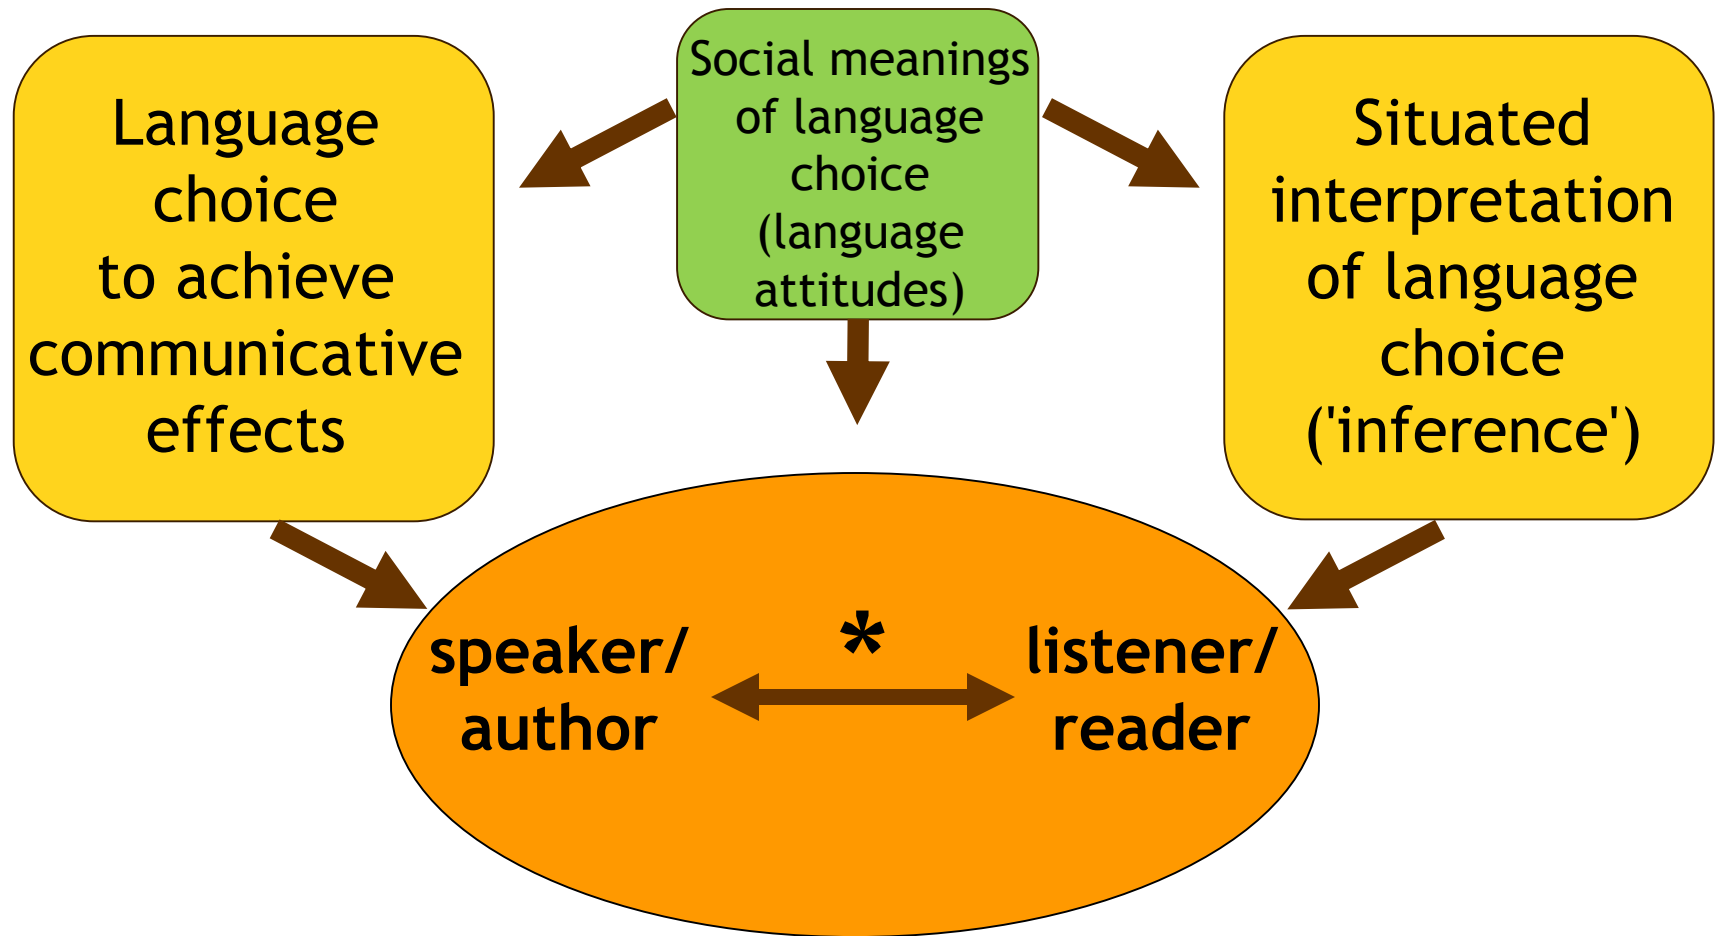 Language
choice
to achieve
communicative
effects
Social meanings
of language
choice
(language
attitudes)
Situated
interpretation
of language
choice
('inference')
speaker/
author
*
listener/
reader